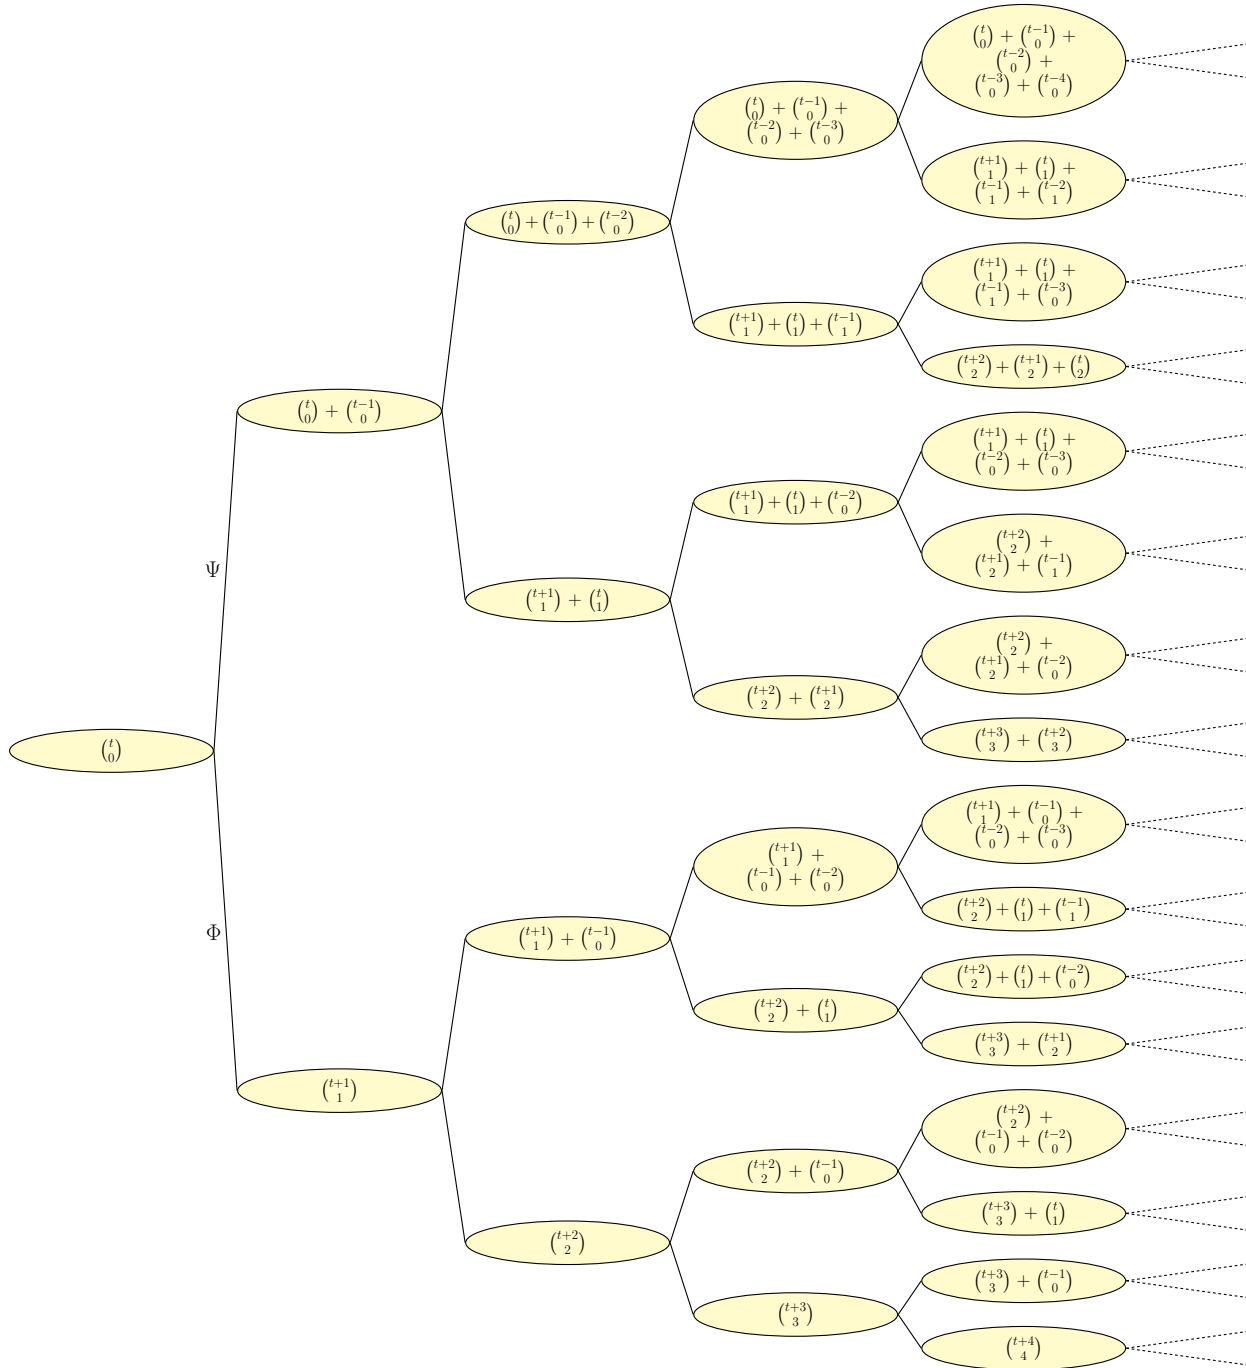 (t 0) + (t−1 0) +
(t−2 0) +
(t−3 0) + (t−4 0)
(t 0) + (t−1 0) +
(t−2 0) + (t−3 0)
(t+1 1) + (t 1) +
(t−1 1) + (t−2 1)
(t 0) + (t−1 0) + (t−2 0)
(t+1 1) + (t 1) +
(t−1 1) + (t−3 0)
(t+1 1) + (t 1) + (t−1 1)
(t+2 2) + (t+1 2) + (t 2)
(t 0) + (t−1 0)
(t+1 1) + (t 1) +
(t−2 0) + (t−3 0)
(t+1 1) + (t 1) + (t−2 0)
(t+2 2) +
(t+1 2) + (t−1 1)
Ψ
(t+1 1) + (t 1)
(t+2 2) +
(t+1 2) + (t−2 0)
(t+2 2) + (t+1 2)
(t+3 3) + (t+2 3)
(t 0)
(t+1 1) + (t−1 0) +
(t−2 0) + (t−3 0)
(t+1 1) +
(t−1 0) + (t−2 0)
(t+2 2) + (t 1) + (t−1 1)
Φ
(t+1 1) + (t−1 0)
(t+2 2) + (t 1) + (t−2 0)
(t+2 2) + (t 1)
(t+3 3) + (t+1 2)
(t+1 1)
(t+2 2) +
(t−1 0) + (t−2 0)
(t+2 2) + (t−1 0)
(t+3 3) + (t 1)
(t+2 2)
(t+3 3) + (t−1 0)
(t+3 3)
(t+4 4)